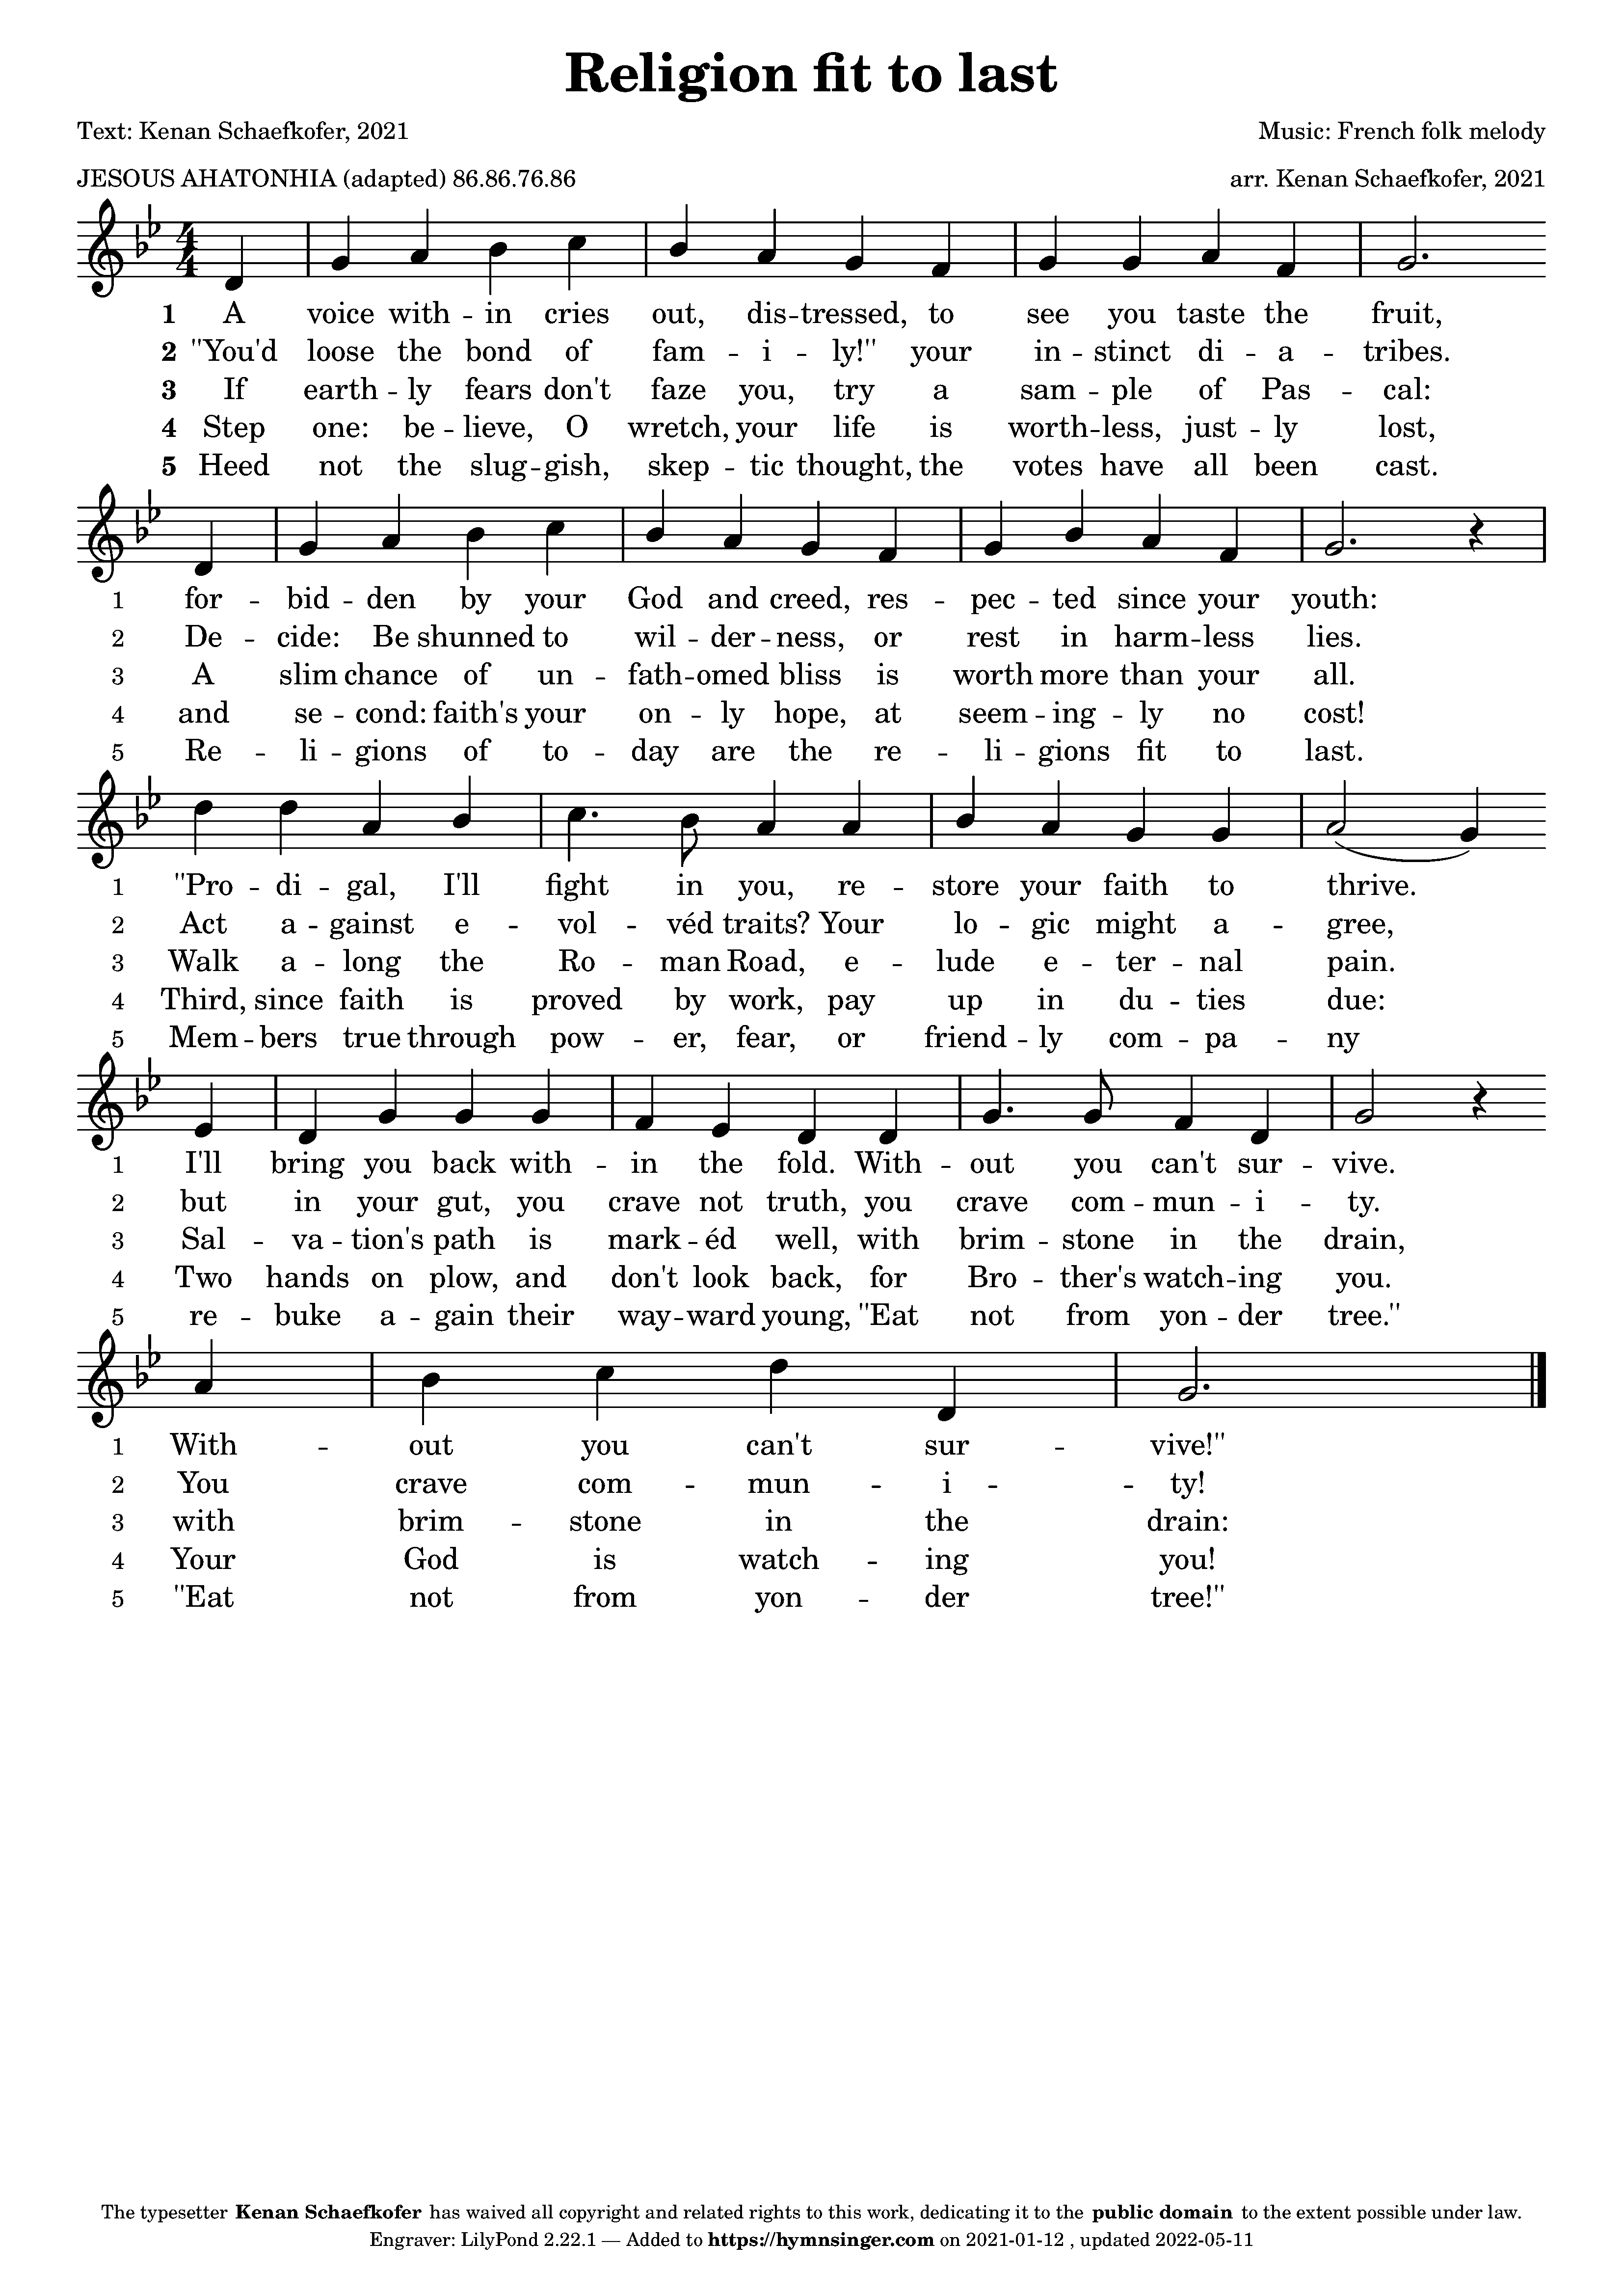 Religion fit to last
Text: Kenan Schaefkofer, 2021 Music: French folk melody
JESOUS AHATONHIA (adapted) 86.86.76.86 arr. Kenan Schaefkofer, 2021
4
4
1 A voice with -- in cries out, dis -- tressed, to see you taste the fruit,
2 "You'd loose the bond of fam -- i -- ly!" your in -- stinct di -- a -- tribes.
3 If earth -- ly fears don't faze you, try a sam -- ple of Pas -- cal:
4 Step one: be -- lieve, O wretch, your life is worth -- less, just -- ly lost,
5 Heed not the slug -- gish, skep -- tic thought, the votes have all been cast.
1 for -- bid -- den by your God and creed, res -- pec -- ted since your youth:
2 De -- cide: Be shunned to wil -- der -- ness, or rest in harm -- less lies.
3 A slim chance of un -- fath -- omed bliss is worth more than your all.
4 and se -- cond: faith's your on -- ly hope, at seem -- ing -- ly no cost!
5 Re -- li -- gions of to -- day are the re -- li -- gions fit to last.
1 "Pro -- di -- gal, I'll fight in you, re -- store your faith to thrive.
2 Act a -- gainst e -- vol -- véd traits? Your lo -- gic might a -- gree,
3 Walk a -- long the Ro -- man Road, e -- lude e -- ter -- nal pain.
4 Third, since faith is proved by work, pay up in du -- ties due:
5 Mem -- bers true through pow -- er, fear, or friend -- ly com -- pa -- ny
1 I'll bring you back with -- in the fold. With -- out you can't sur -- vive.
2 but in your gut, you crave not truth, you crave com -- mun -- i -- ty.
3 Sal -- va -- tion's path is mark -- éd well, with brim -- stone in the drain,
4 Two hands on plow, and don't look back, for Bro -- ther's watch -- ing you.
5 re -- buke a -- gain their way -- ward young, "Eat not from yon -- der tree."
1 With -- out you can't sur -- vive!"
2 You crave com -- mun -- i -- ty!
3 with brim -- stone in the drain:
4 Your God is watch -- ing you!
5 "Eat not from yon -- der tree!"
The typesetter Kenan Schaefkofer has waived all copyright and related rights to this work, dedicating it to the public domain to the extent possible under law.
Engraver: LilyPond 2.22.1 — Added to https://hymnsinger.com on 2021-01-12 , updated 2022-05-11